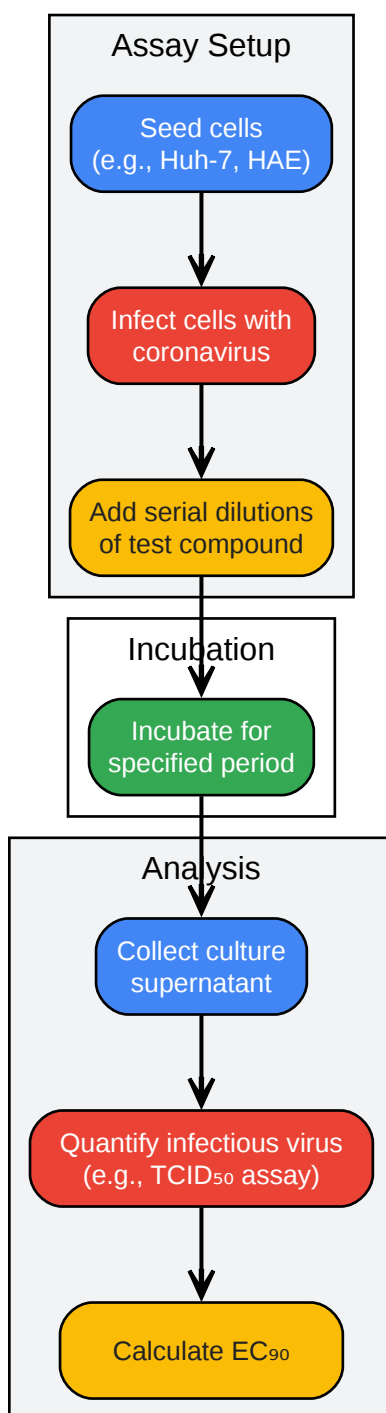 Assay Setup
Seed cells
(e.g., Huh-7, HAE)
Infect cells with
coronavirus
Add serial dilutions
of test compound
Incubation
Incubate for
specified period
Analysis
Collect culture
supernatant
Quantify infectious virus
(e.g., TCID₅₀ assay)
Calculate EC₉₀